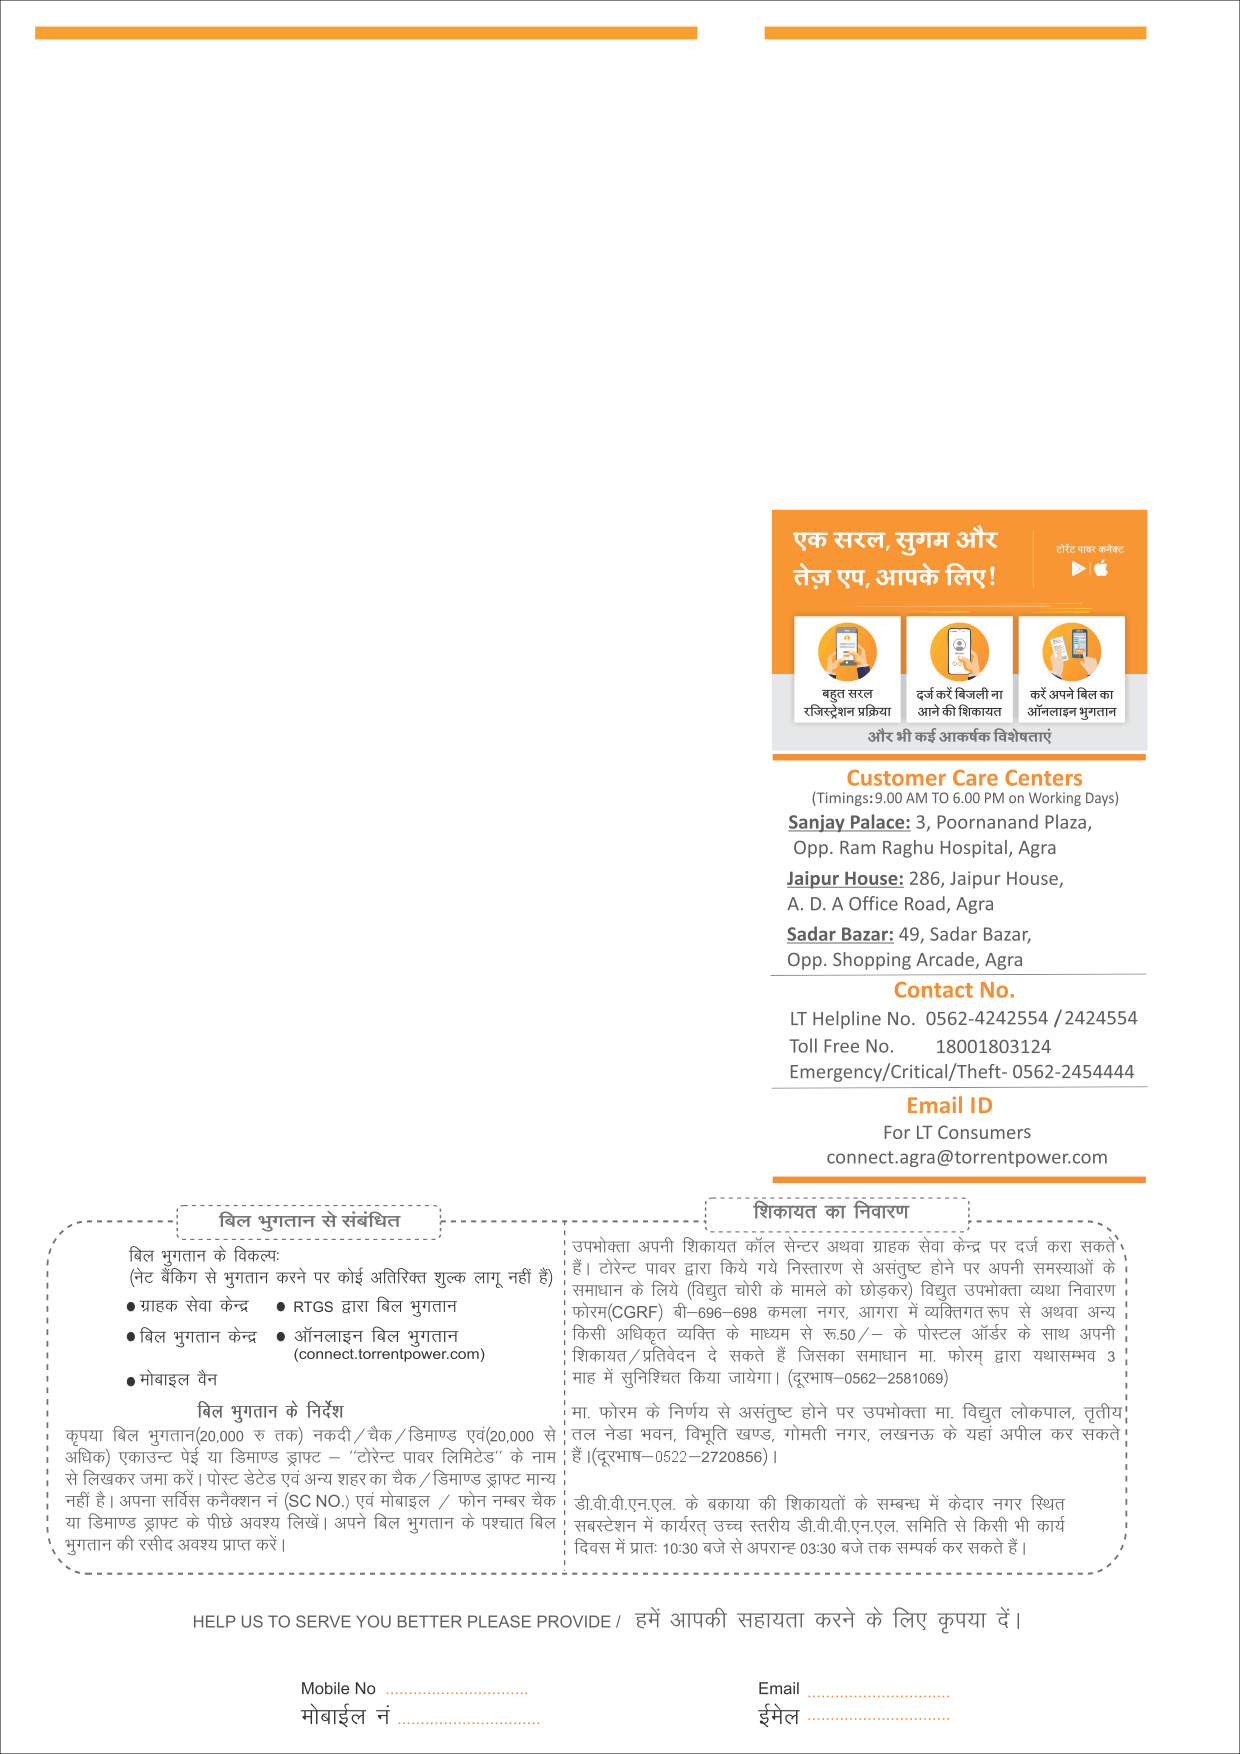 एक सरल, सुगम और
तेज़ एप, आपके लिए!
टोरेंट पावर कनेक्ट
बहुत सरल
रजिस्ट्रेशन प्रक्रिया
दर्ज करें बिजली ना
आने की शिकायत
करें अपने बिल का
ऑनलाइन भुगतान
और भी कई आकर्षक विशेषताएं
Customer Care Centers
(Timings:9.00 AM TO 6.00 PM on Working Days)
Sanjay Palace: 3, Poornanand Plaza,
Opp. Ram Raghu Hospital, Agra
Jaipur House: 286, Jaipur House,
A. D. A Office Road, Agra
Sadar Bazar: 49, Sadar Bazar,
Opp. Shopping Arcade, Agra
Contact No.
LT Helpline No. 0562-4242554 / 2424554
Toll Free No. 18001803124
Emergency/Critical/Theft- 0562-2454444
Email ID
For LT Consumers
connect.agra@torrentpower.com
बिल भुगतान से संबंधित
बिल भुगतान के विकल्पः
(नेट बैंकिग से भुगतान करने पर कोई अतिरिक्त शुल्क लागू नहीं हैं)
● ग्राहक सेवा केन्द्र ● RTGS द्वारा बिल भुगतान
● बिल भुगतान केन्द्र ● ऑनलाइन बिल भुगतान
(connect.torrentpower.com)
● मोबाइल वैन
बिल भुगतान के निर्देश
कृपया बिल भुगतान(20,000 रु तक) नकदी/चैक/डिमाण्ड एवं(20,000 से
अधिक) एकाउन्ट पेई या डिमाण्ड ड्राफ्ट – "टोरेन्ट पावर लिमिटेड" के नाम
से लिखकर जमा करें। पोस्ट डेटेड एवं अन्य शहर का चैक/डिमाण्ड ड्राफ्ट मान्य
नहीं है। अपना सर्विस कनैक्शन नं (SC NO.) एवं मोबाइल / फोन नम्बर चैक
या डिमाण्ड ड्राफ्ट के पीछे अवश्य लिखें। अपने बिल भुगतान के पश्चात बिल
भुगतान की रसीद अवश्य प्राप्त करें।
शिकायत का निवारण
उपभोक्ता अपनी शिकायत कॉल सेन्टर अथवा ग्राहक सेवा केन्द्र पर दर्ज करा सकते
हैं। टोरेन्ट पावर द्वारा किये गये निस्तारण से असंतुष्ट होने पर अपनी समस्याओं के
समाधान के लिये (विद्युत चोरी के मामले को छोड़कर) विद्युत उपभोक्ता व्यथा निवारण
फोरम(CGRF) बी–696–698 कमला नगर, आगरा में व्यक्तिगत रूप से अथवा अन्य
किसी अधिकृत व्यक्ति के माध्यम से रू.50/– के पोस्टल ऑर्डर के साथ अपनी
शिकायत/प्रतिवेदन दे सकते हैं जिसका समाधान मा. फोरम् द्वारा यथासम्भव 3
माह में सुनिश्चित किया जायेगा। (दूरभाष–0562–2581069)
मा. फोरम के निर्णय से असंतुष्ट होने पर उपभोक्ता मा. विद्युत लोकपाल, तृतीय
तल नेडा भवन, विभूति खण्ड, गोमती नगर, लखनऊ के यहां अपील कर सकते
हैं।(दूरभाष–0522–2720856)।
डी.वी.वी.एन.एल. के बकाया की शिकायतों के सम्बन्ध में केदार नगर स्थित
सबस्टेशन में कार्यरत् उच्च स्तरीय डी.वी.वी.एन.एल. समिति से किसी भी कार्य
दिवस में प्रातः 10:30 बजे से अपरान्ह 03:30 बजे तक सम्पर्क कर सकते हैं।
HELP US TO SERVE YOU BETTER PLEASE PROVIDE / हमें आपकी सहायता करने के लिए कृपया दें।
Mobile No ............................... Email ...............................
मोबाईल नं ............................... ईमेल ...............................